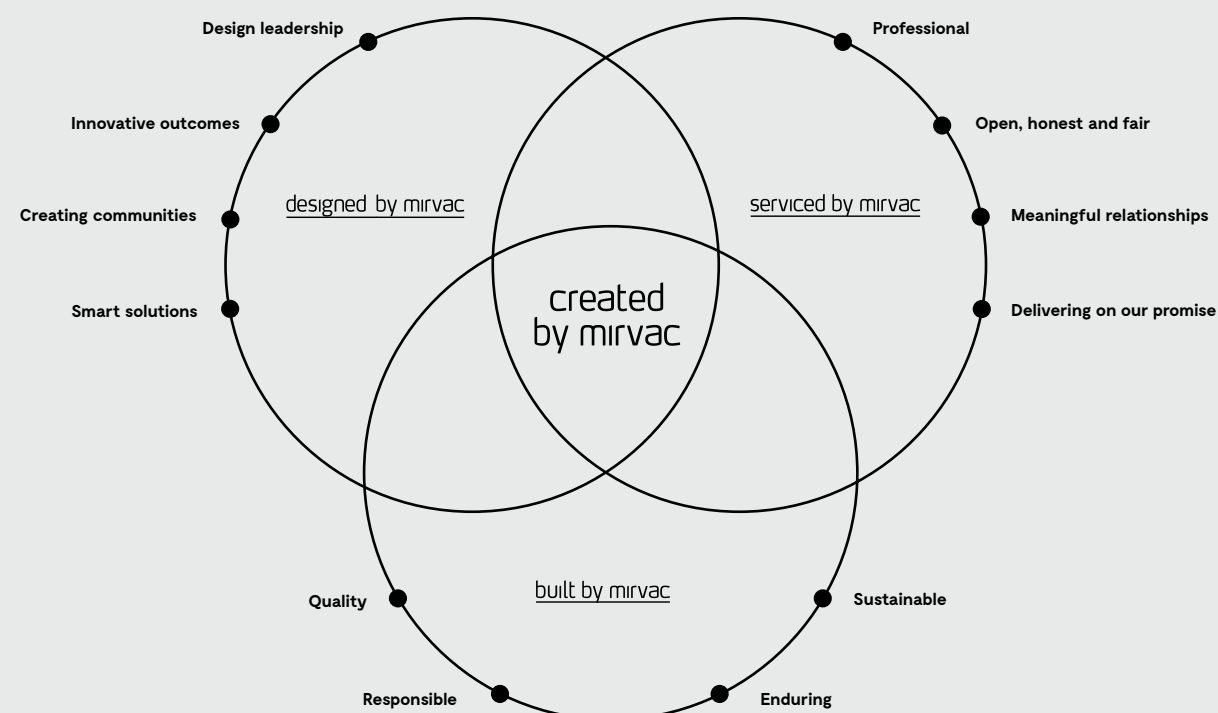 Design leadership
Professional
Innovative outcomes
Open, honest and fair
Creating communities
Meaningful relationships
designed by mirvac
serviced by mirvac
Smart solutions
Delivering on our promise
created
by mirvac
built by mirvac
Quality
Sustainable
Responsible
Enduring